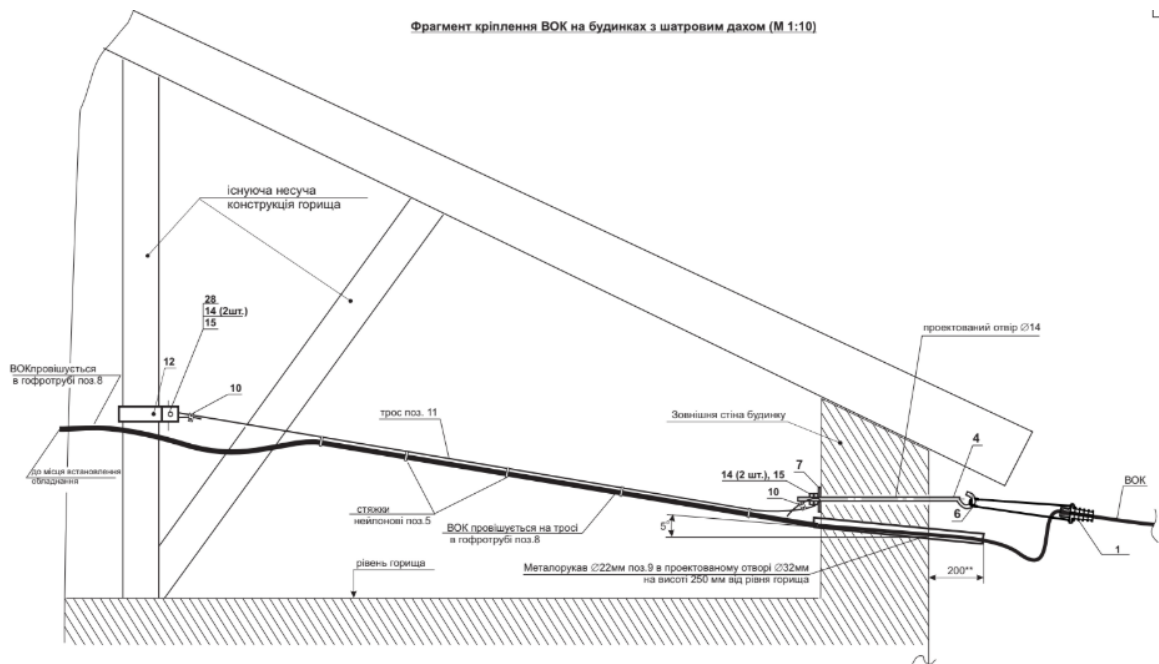 Фрагмент кріплення ВОК на будинках з шатровим дахом (М 1:10)
існуюча несуча
конструкція горища
28
14 (2шт.)
15
проектований отвір ∅14
12
ВОКпровішується
в гофротрубі поз.8
10
трос поз. 11
Зовнішня стіна будинку
4
7
14 (2 шт.), 15
10
6
ВОК
до місця встановлення
обладнання
стяжки
нейлонові поз.5
ВОК провішується на тросі
в гофротрубі поз.8
5
1
Металорукав ∅22мм поз.9 в проектованому отворі ∅32мм
на висоті 250 мм від рівня горища
200**
рівень горища